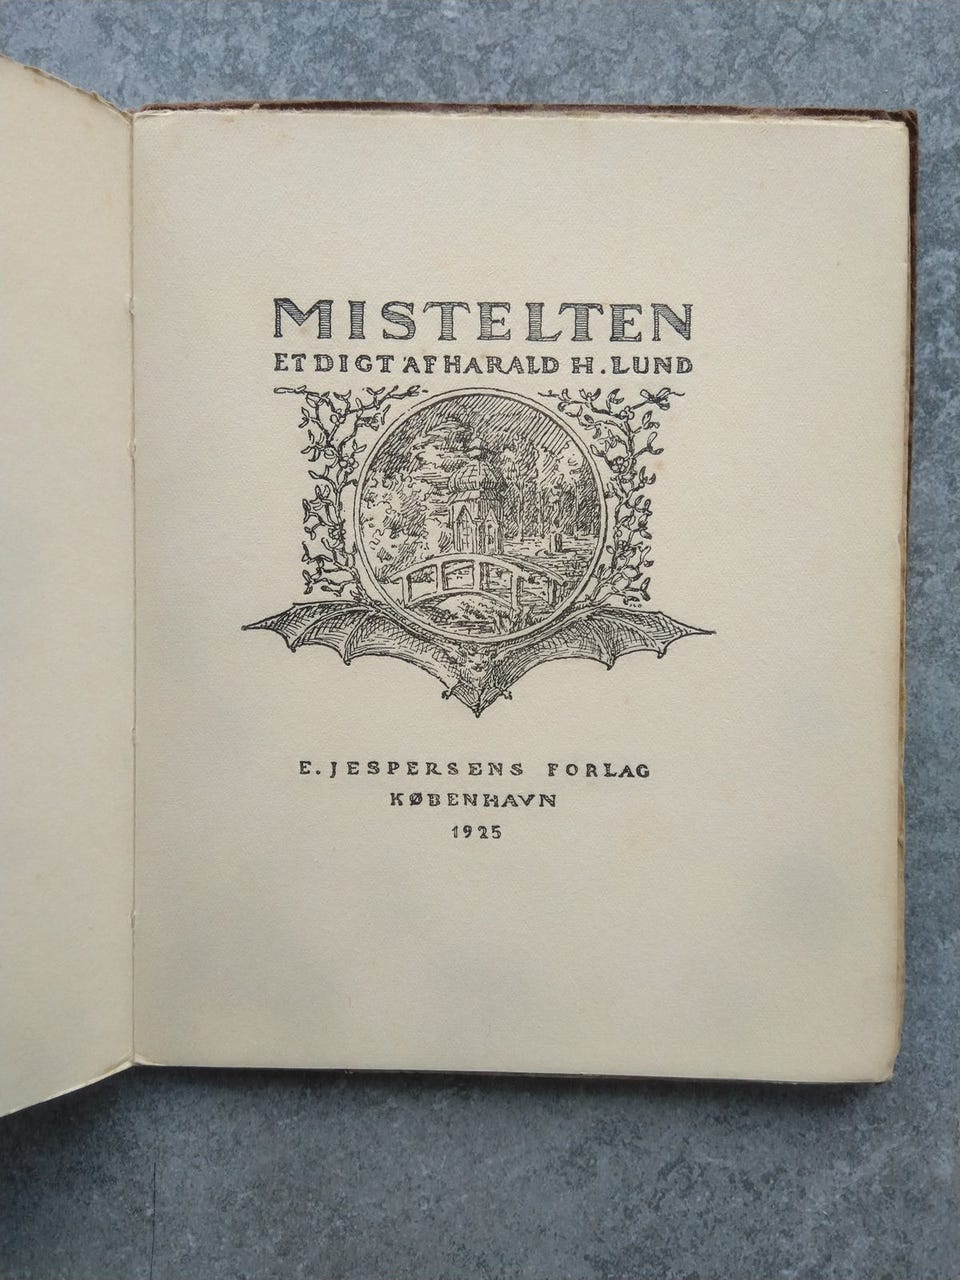 MISTELTEN
ET DIGT AF HARALD H. LUND
E. JESPERSENS FORLAG
KØBENHAVN
1925